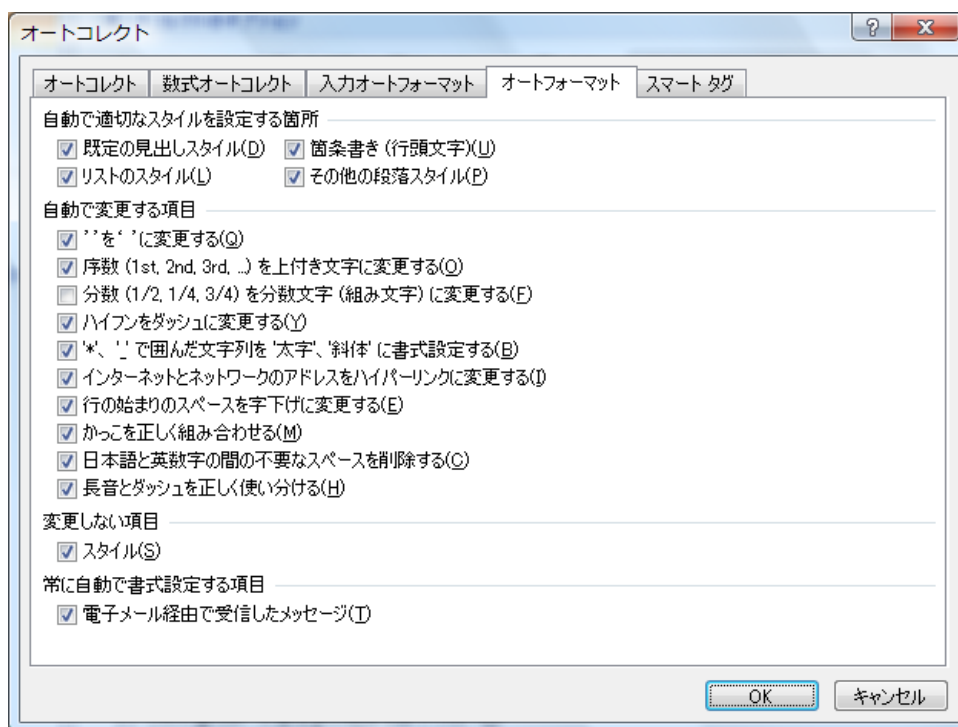 オートコレクト
オートコレクト 数式オートコレクト 入力オートフォーマット オートフォーマット スマート タグ
自動で適切なスタイルを設定する箇所
既定の見出しスタイル(D) 箇条書き (行頭文字)(U)
リストのスタイル(L) その他の段落スタイル(P)
自動で変更する項目
' 'を‘ ’に変更する(Q)
序数 (1st, 2nd, 3rd, ...) を上付き文字に変更する(O)
分数 (1/2, 1/4, 3/4) を分数文字 (組み文字) に変更する(F)
ハイフンをダッシュに変更する(Y)
'*'、'_' で囲んだ文字列を '太字'、'斜体' に書式設定する(B)
インターネットとネットワークのアドレスをハイパーリンクに変更する(I)
行の始まりのスペースを字下げに変更する(E)
かっこを正しく組み合わせる(M)
日本語と英数字の間の不要なスペースを削除する(C)
長音とダッシュを正しく使い分ける(H)
変更しない項目
スタイル(S)
常に自動で書式設定する項目
電子メール経由で受信したメッセージ(T)
OK キャンセル